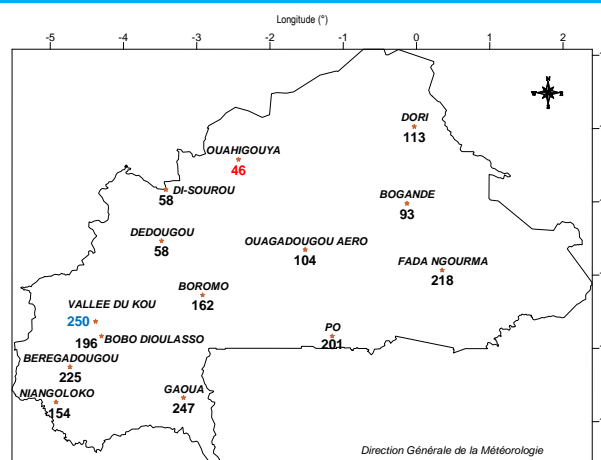 Longitude (°)
-5 -4 -3 -2 -1 0 1 2
DORI
113
OUAHIGOUYA
46
DI-SOUROU
58
BOGANDE
93
DEDOUGOU
58
OUAGADOUGOU AERO
104
FADA NGOURMA
218
BOROMO
162
VALLEE DU KOU
250
196 BOBO DIOULASSO
PO
201
BEREGADOUGOU
225
NIANGOLOKO
154
GAOUA
247
Direction Générale de la Météorologie